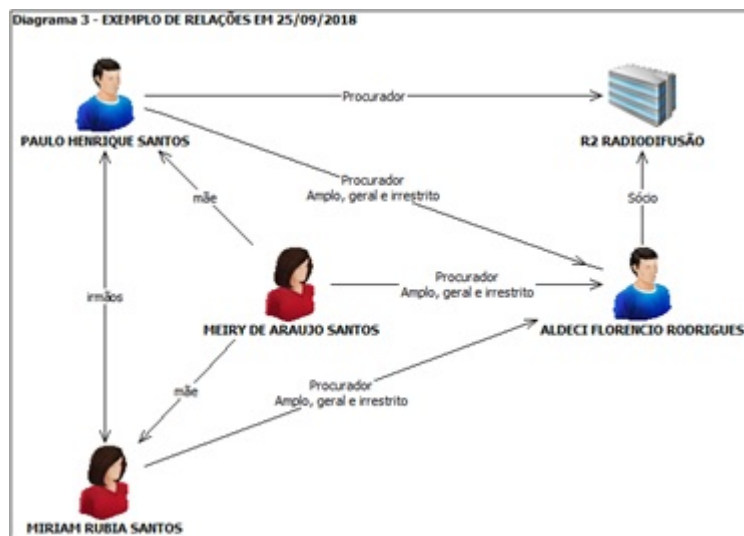 Diagrama 3 - EXEMPLO DE RELAÇÕES EM 25/09/2018
Procurador
PAULO HENRIQUE SANTOS
R2 RADIODIFUSÃO
Procurador
Amplo, geral e irrestrito
mãe
Sócio
Procurador
Amplo, geral e irrestrito
irmãos
MEIRY DE ARAUJO SANTOS
ALDECI FLORENCIO RODRIGUES
mãe
Procurador
Amplo, geral e irrestrito
MIRIAM RUBIA SANTOS